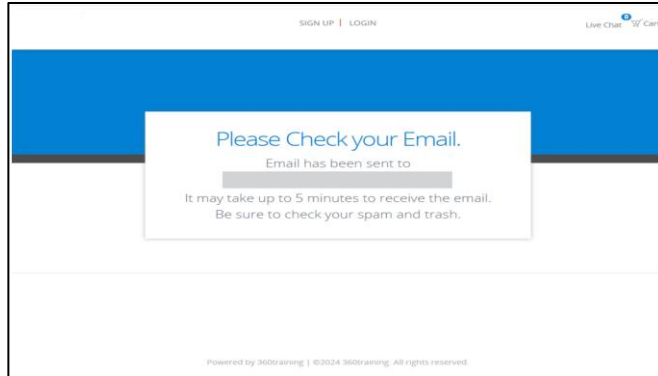 SIGN UP | LOGIN
Live Chat 0 Cart
Please Check your Email.
Email has been sent to
It may take up to 5 minutes to receive the email.
Be sure to check your spam and trash.
Powered by 360training | ©2024 360training. All rights reserved